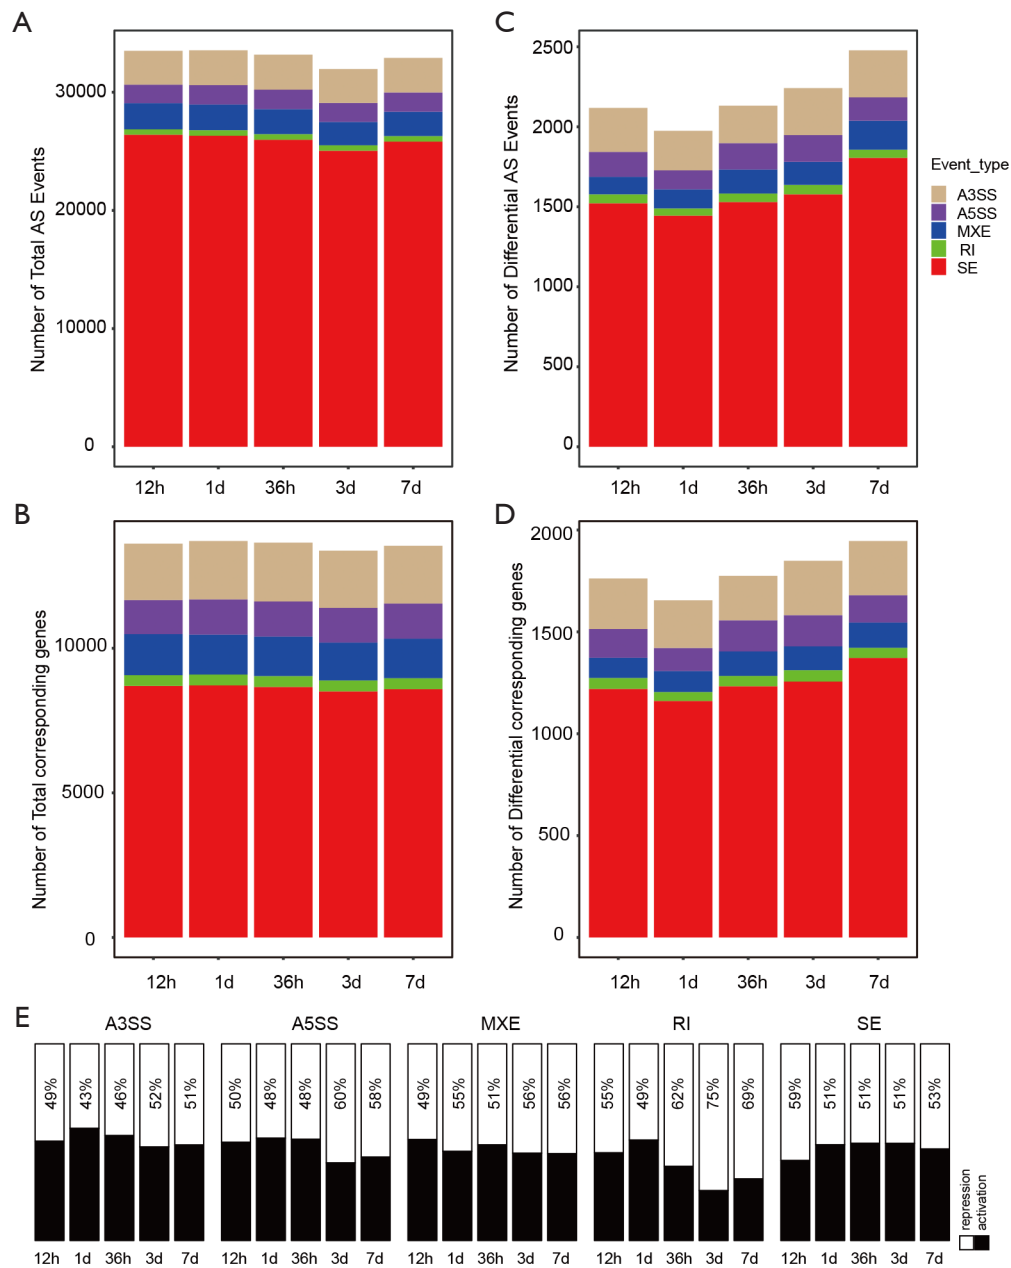 A
Number of Total AS Events
30000
20000
10000
0
12h 1d 36h 3d 7d
C
Number of Differential AS Events
2500
2000
1500
1000
500
0
12h 1d 36h 3d 7d
Event_type
A3SS
A5SS
MXE
RI
SE
B
Number of Total corresponding genes
10000
5000
0
12h 1d 36h 3d 7d
D
Number of Differential corresponding genes
2000
1500
1000
500
0
12h 1d 36h 3d 7d
E
A3SS A5SS MXE RI SE
49% 43% 46% 52% 51% 50% 48% 48% 60% 58% 49% 55% 51% 56% 56% 55% 49% 62% 75% 69% 59% 51% 51% 51% 53%
12h 1d 36h 3d 7d 12h 1d 36h 3d 7d 12h 1d 36h 3d 7d 12h 1d 36h 3d 7d 12h 1d 36h 3d 7d
repression
activation